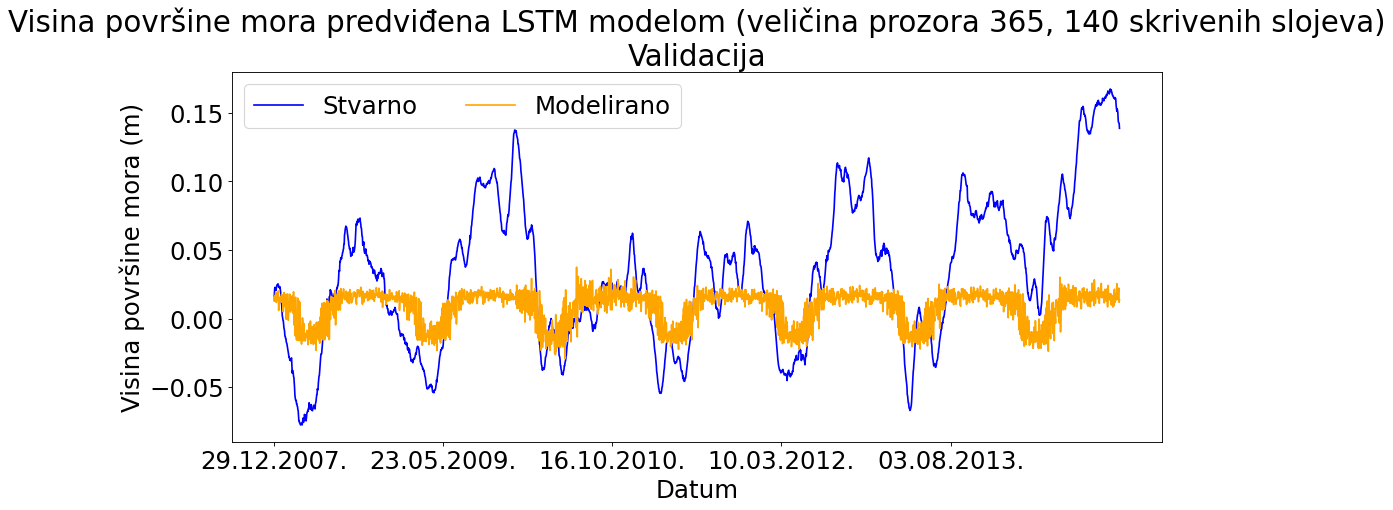 Visina površine mora predviđena LSTM modelom (veličina prozora 365, 140 skrivenih slojeva)
Validacija
Stvarno
Modelirano
Visina površine mora (m)
0.15
0.10
0.05
0.00
−0.05
29.12.2007.
23.05.2009.
16.10.2010.
10.03.2012.
03.08.2013.
Datum